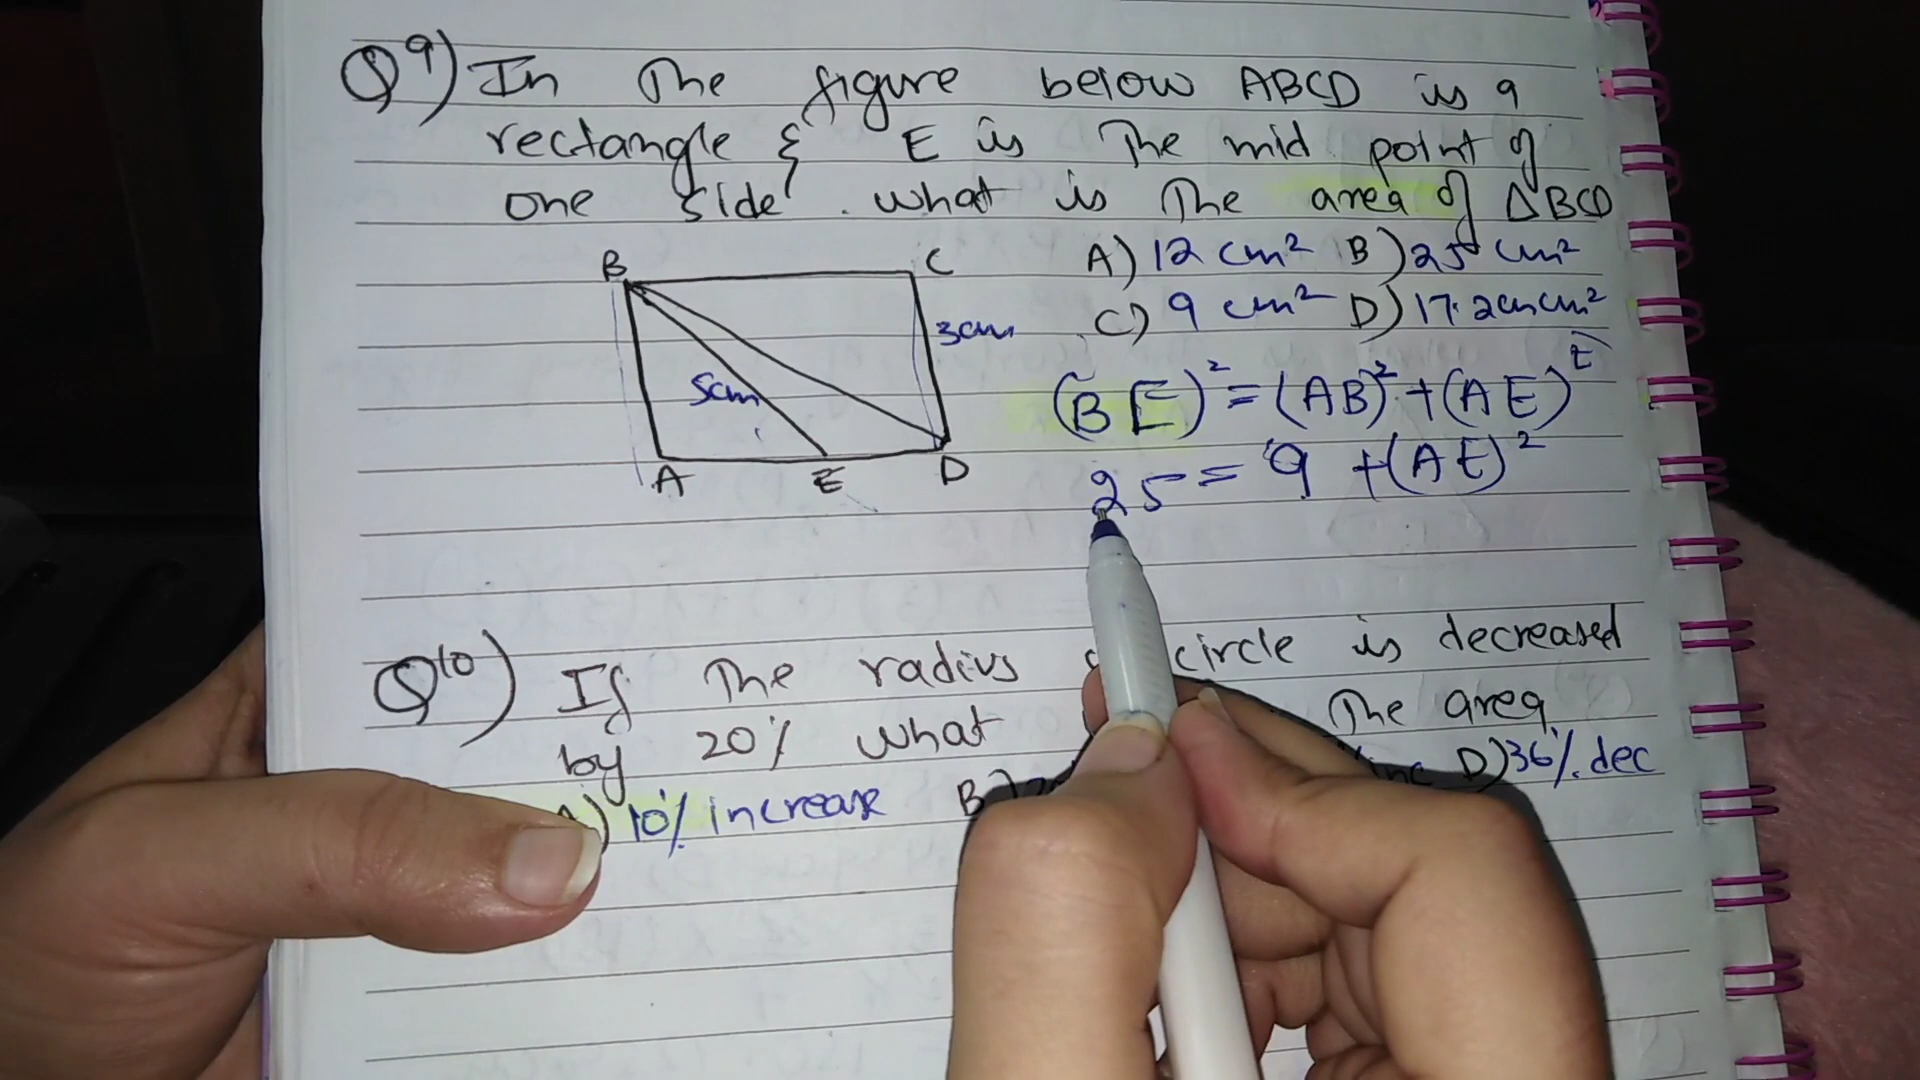 Q9) In The figure below ABCD is a
rectangle & E is The mid point of
one side. what is The area of ΔBCD
A) 12 cm² B) 25 cm²
C) 9 cm² D) 17.2cm cm²
B C
3cm
5cm
A E D
(BE)² = (AB)² + (AE)²
25 = 9 + (AE)²
Q10) If The radius circle is decreased
by 20% what The area
A) 10% increase B) inc D) 36% dec